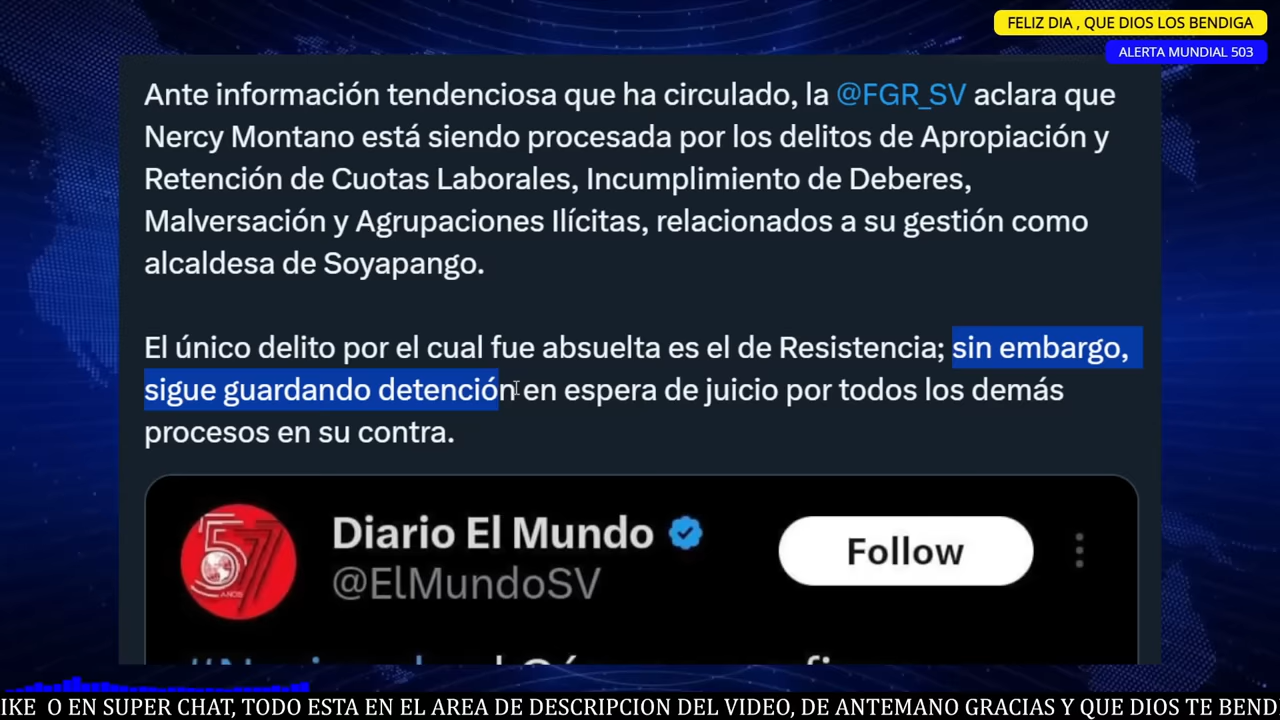 FELIZ DIA , QUE DIOS LOS BENDIGA
ALERTA MUNDIAL 503
Ante información tendenciosa que ha circulado, la @FGR_SV aclara que
Nercy Montano está siendo procesada por los delitos de Apropiación y
Retención de Cuotas Laborales, Incumplimiento de Deberes,
Malversación y Agrupaciones Ilícitas, relacionados a su gestión como
alcaldesa de Soyapango.
El único delito por el cual fue absuelta es el de Resistencia; sin embargo,
sigue guardando detención en espera de juicio por todos los demás
procesos en su contra.
57
AÑOS
Diario El Mundo
@ElMundoSV
Follow
IKE O EN SUPER CHAT, TODO ESTA EN EL AREA DE DESCRIPCION DEL VIDEO, DE ANTEMANO GRACIAS Y QUE DIOS TE BEND